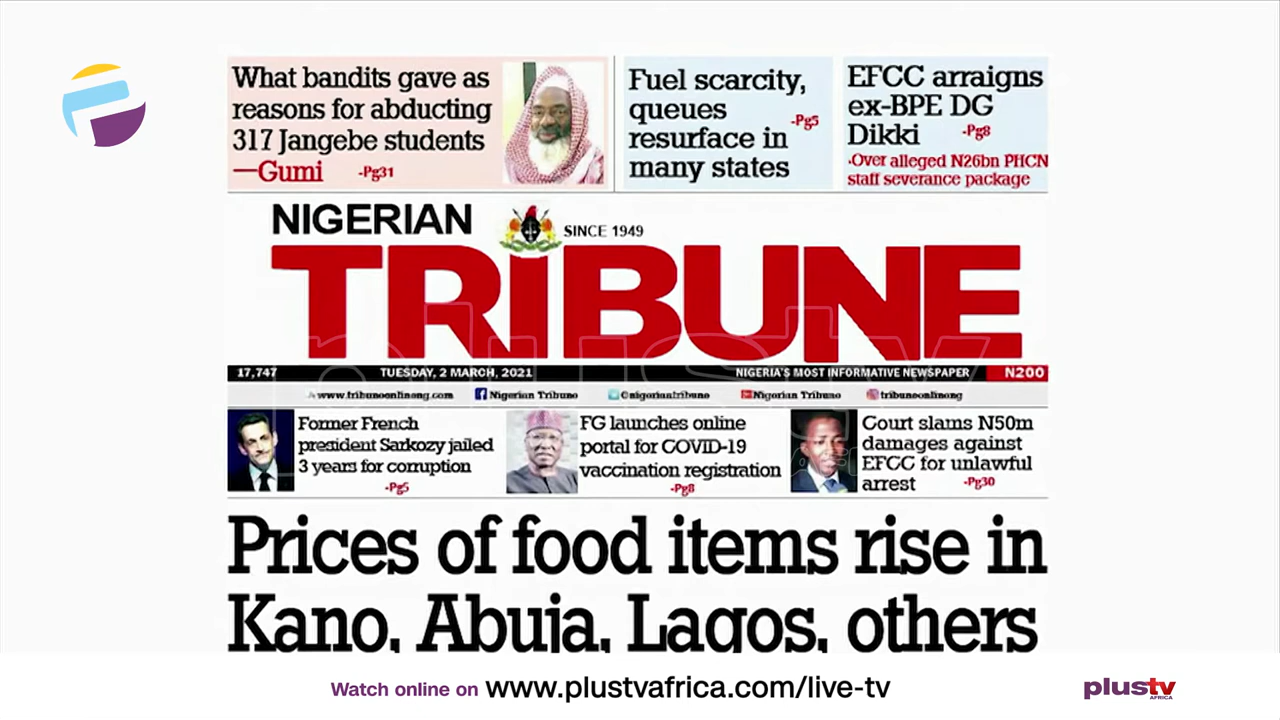 What bandits gave as
reasons for abducting
317 Jangebe students
—Gumi -Pg31
Fuel scarcity,
queues -Pg5
resurface in
many states
EFCC arraigns
ex-BPE DG
Dikki -Pg8
•Over alleged N26bn PHCN
staff severance package
NIGERIAN
SINCE 1949
TRIBUNE
17,747 TUESDAY, 2 MARCH, 2021 NIGERIA'S MOST INFORMATIVE NEWSPAPER N200
www.tribuneonlineng.com Nigerian Tribune @nigeriantribune Nigerian Tribune tribuneonlineng
Former French
president Sarkozy jailed
3 years for corruption
-Pg5
FG launches online
portal for COVID-19
vaccination registration
-Pg8
Court slams N50m
damages against
EFCC for unlawful
arrest -Pg30
Prices of food items rise in
Kano, Abuja, Lagos, others
plustv
Watch online on www.plustvafrica.com/live-tv
plustv
AFRICA